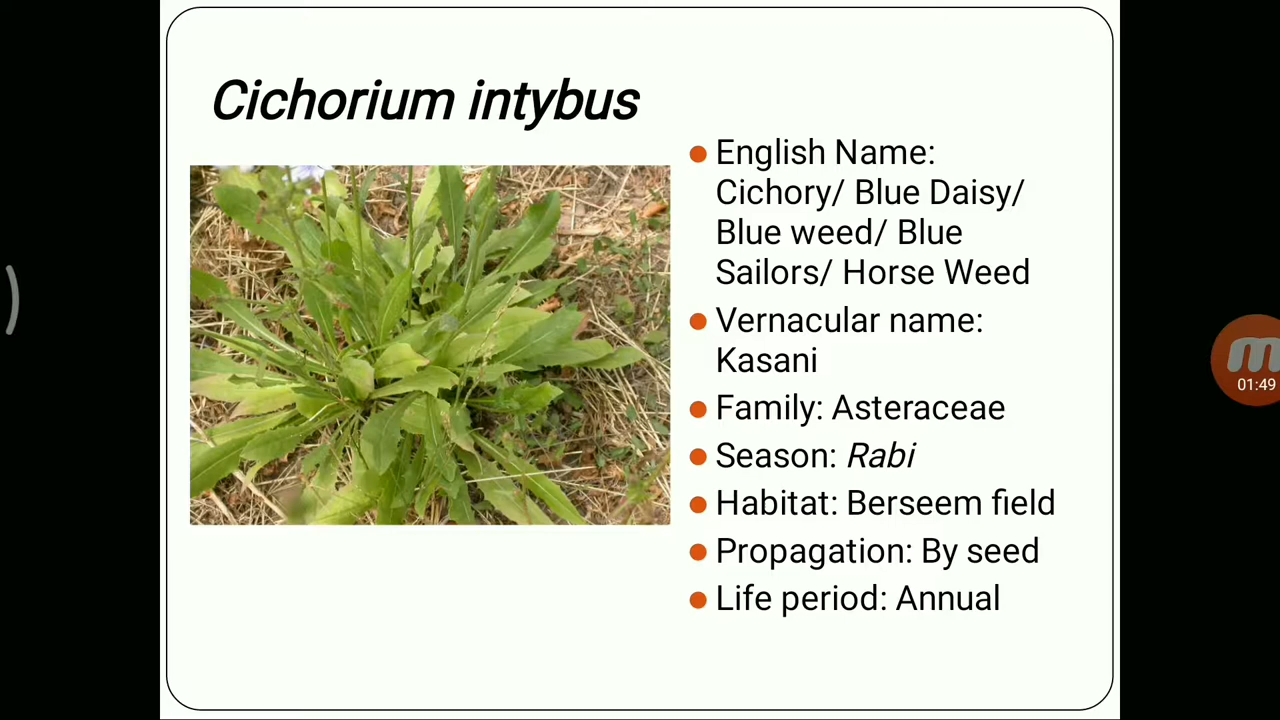 Cichorium intybus
English Name:
Cichory/ Blue Daisy/
Blue weed/ Blue
Sailors/ Horse Weed
Vernacular name:
Kasani
Family: Asteraceae
Season: Rabi
Habitat: Berseem field
Propagation: By seed
Life period: Annual
01:49